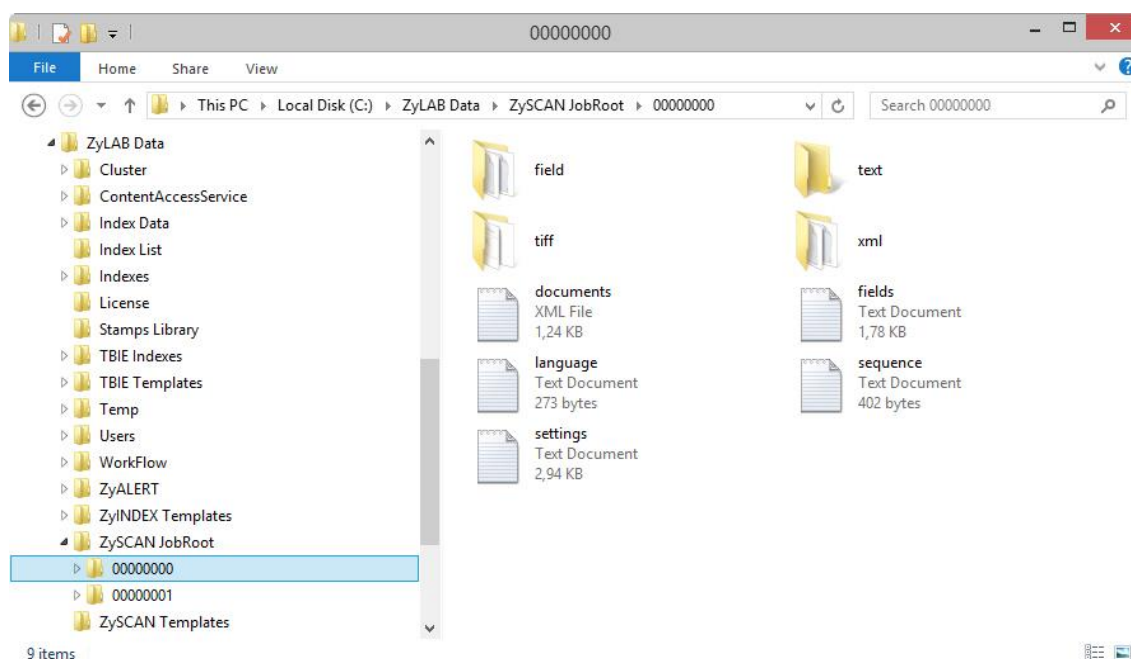 00000000
File Home Share View
This PC Local Disk (C:) ZyLAB Data ZySCAN JobRoot 00000000 Search 00000000
ZyLAB Data
Cluster
ContentAccessService
Index Data
Index List
Indexes
License
Stamps Library
TBIE Indexes
TBIE Templates
Temp
Users
WorkFlow
ZyALERT
ZyINDEX Templates
ZySCAN JobRoot
00000000
00000001
ZySCAN Templates
field
text
tiff
xml
documents
XML File
1,24 KB
fields
Text Document
1,78 KB
language
Text Document
273 bytes
sequence
Text Document
402 bytes
settings
Text Document
2,94 KB
9 items